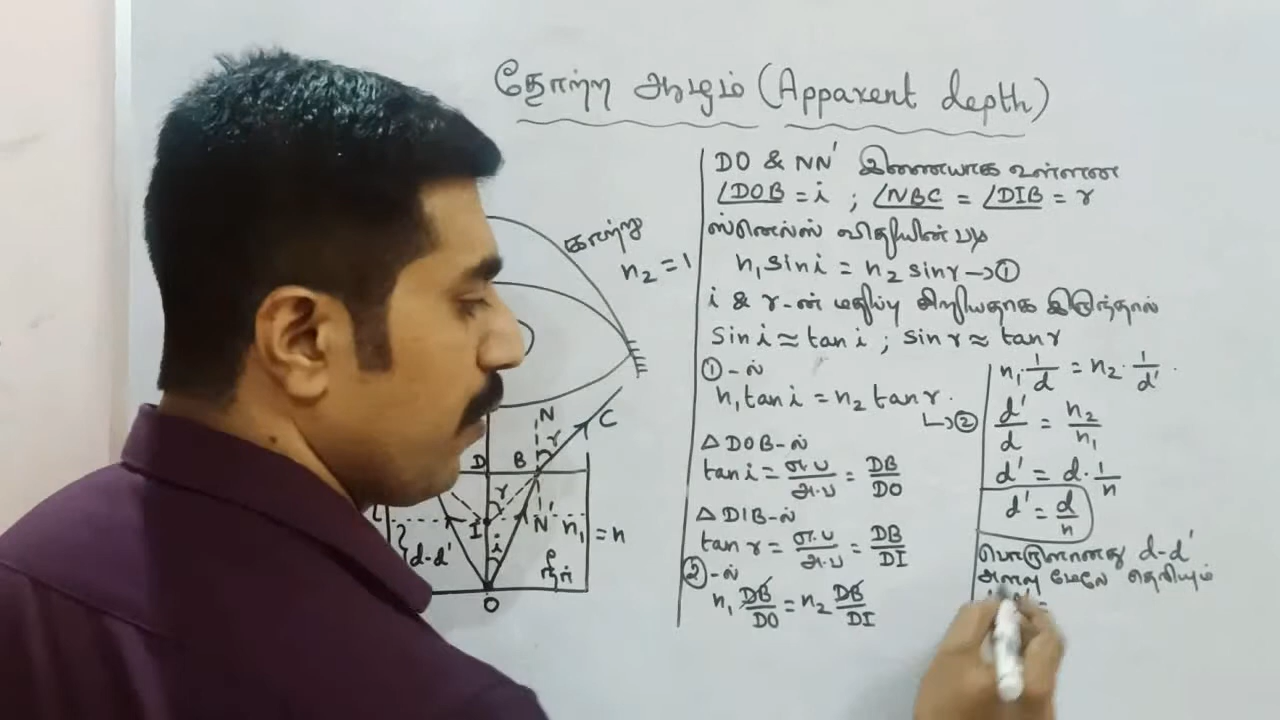 தோற்ற ஆழம் (Apparent depth)
காற்று
n₂ = 1
N
C
r
D
B
r
I
N'
n₁ = n
d-d'
i
நீர்
O
DO & NN' இணையாக உள்ளன
∠DOB = i ; ∠NBC = ∠DIB = r
ஸ்னெல்ஸ் விதியின் படி
n₁ sin i = n₂ sin r → ①
i & r-ன் மதிப்பு சிறியதாக இருந்தால்
sin i ≈ tan i ; sin r ≈ tan r
①-ல்
n₁ tan i = n₂ tan r.
↳ ②
△DOB-ல்
tan i = எ.ப/அ.ப = DB/DO
△DIB-ல்
tan r = எ.ப/அ.ப = DB/DI
②-ல்
n₁ DB/DO = n₂ DB/DI
n₁ · 1/d = n₂ · 1/d' .
d'/d = n₂/n₁
d' = d · 1/n
d' = d/n
பொருளானது d-d'
அளவு மேலே தெரியும்